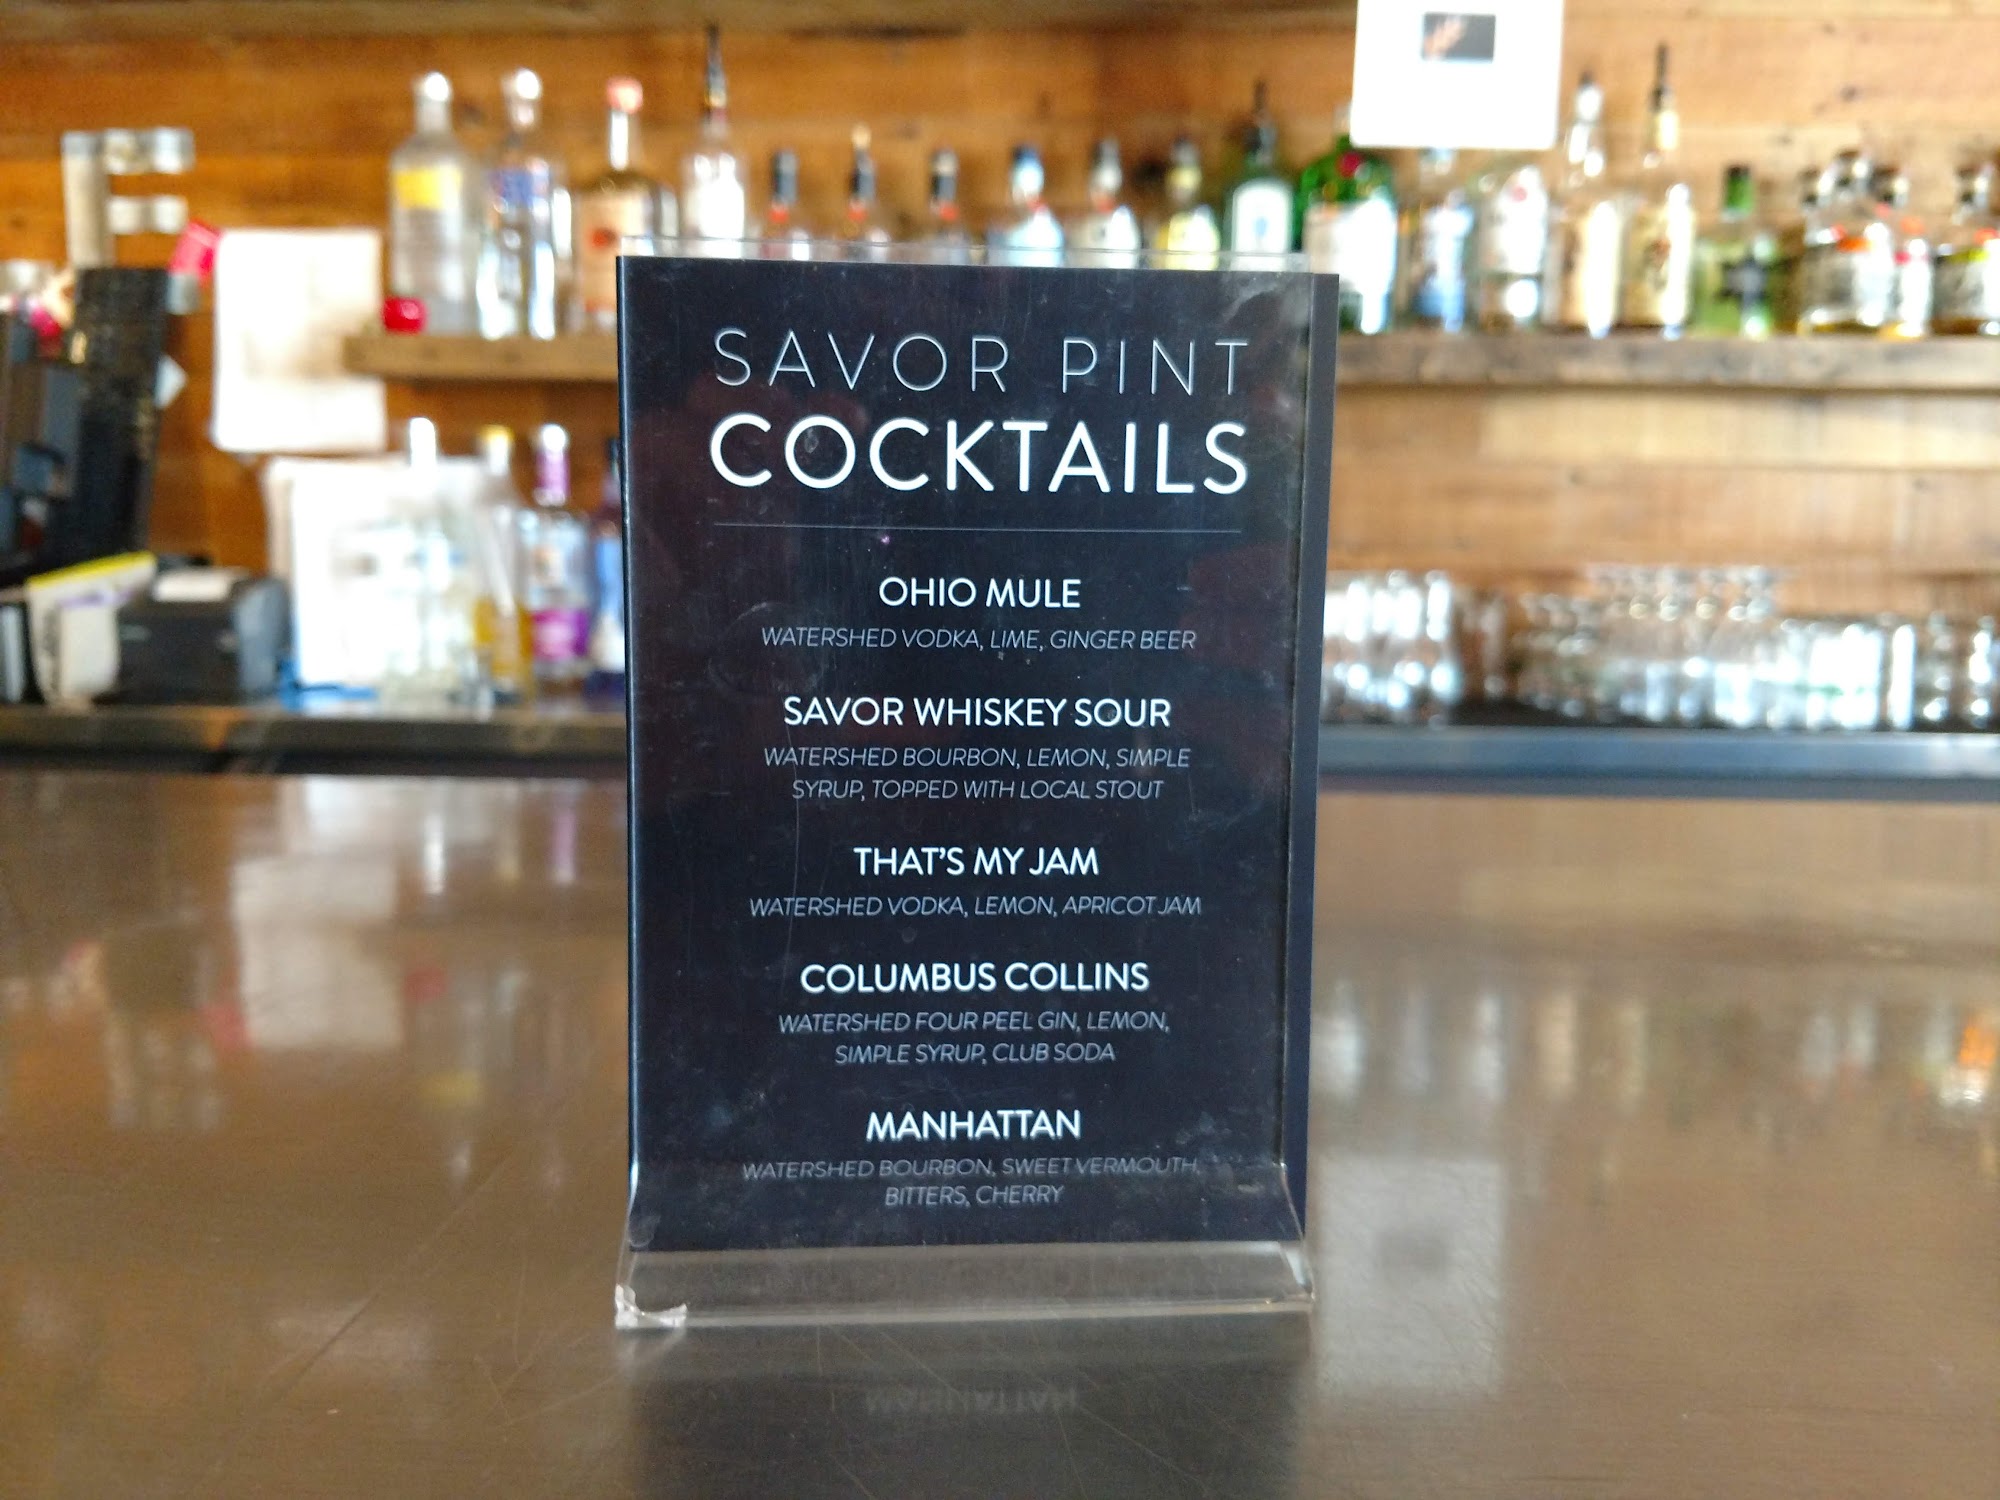 SAVOR PINT
COCKTAILS
OHIO MULE
WATERSHED VODKA, LIME, GINGER BEER
SAVOR WHISKEY SOUR
WATERSHED BOURBON, LEMON, SIMPLE
SYRUP, TOPPED WITH LOCAL STOUT
THAT'S MY JAM
WATERSHED VODKA, LEMON, APRICOT JAM
COLUMBUS COLLINS
WATERSHED FOUR PEEL GIN, LEMON,
SIMPLE SYRUP, CLUB SODA
MANHATTAN
WATERSHED BOURBON, SWEET VERMOUTH,
BITTERS, CHERRY